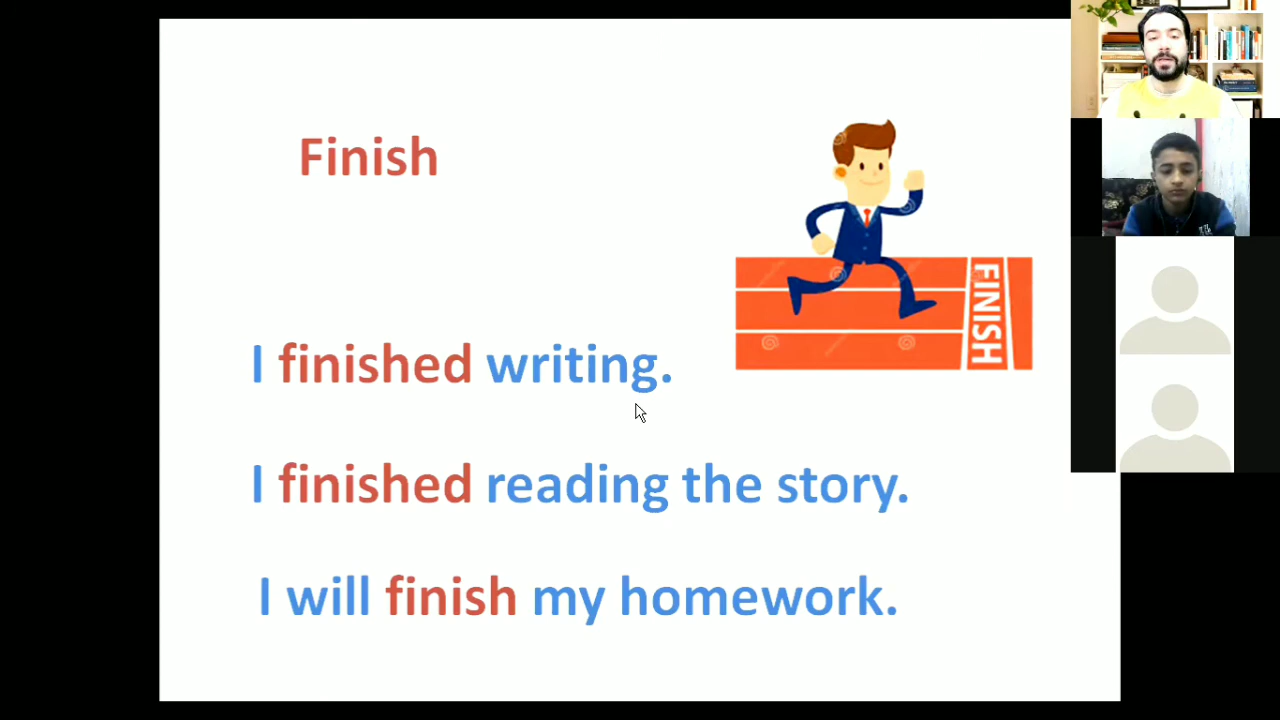 Finish
FINISH
I finished writing.
I finished reading the story.
I will finish my homework.